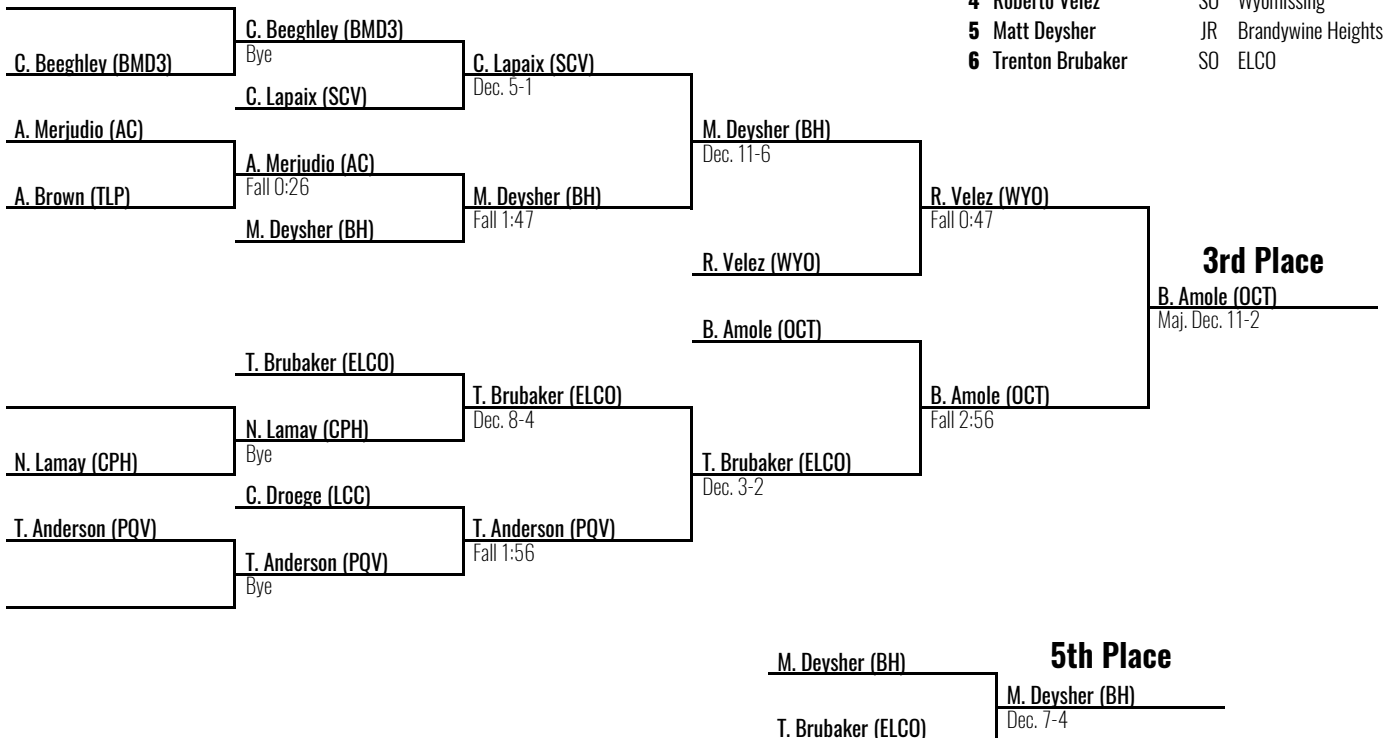 4 Roberto Velez SO Wyomissing
5 Matt Deysher JR Brandywine Heights
6 Trenton Brubaker SO ELCO
C. Beeghley (BMD3)
A. Merjudio (AC)
A. Brown (TLP)
N. Lamay (CPH)
T. Anderson (PQV)
C. Beeghley (BMD3)
Bye
C. Lapaix (SCV)
A. Merjudio (AC)
Fall 0:26
M. Deysher (BH)
T. Brubaker (ELCO)
N. Lamay (CPH)
Bye
C. Droege (LCC)
T. Anderson (PQV)
Bye
C. Lapaix (SCV)
Dec. 5-1
M. Deysher (BH)
Fall 1:47
T. Brubaker (ELCO)
Dec. 8-4
T. Anderson (PQV)
Fall 1:56
M. Deysher (BH)
Dec. 11-6
R. Velez (WYO)
B. Amole (OCT)
T. Brubaker (ELCO)
Dec. 3-2
R. Velez (WYO)
Fall 0:47
B. Amole (OCT)
Fall 2:56
3rd Place
B. Amole (OCT)
Maj. Dec. 11-2
5th Place
M. Deysher (BH)
T. Brubaker (ELCO)
M. Deysher (BH)
Dec. 7-4